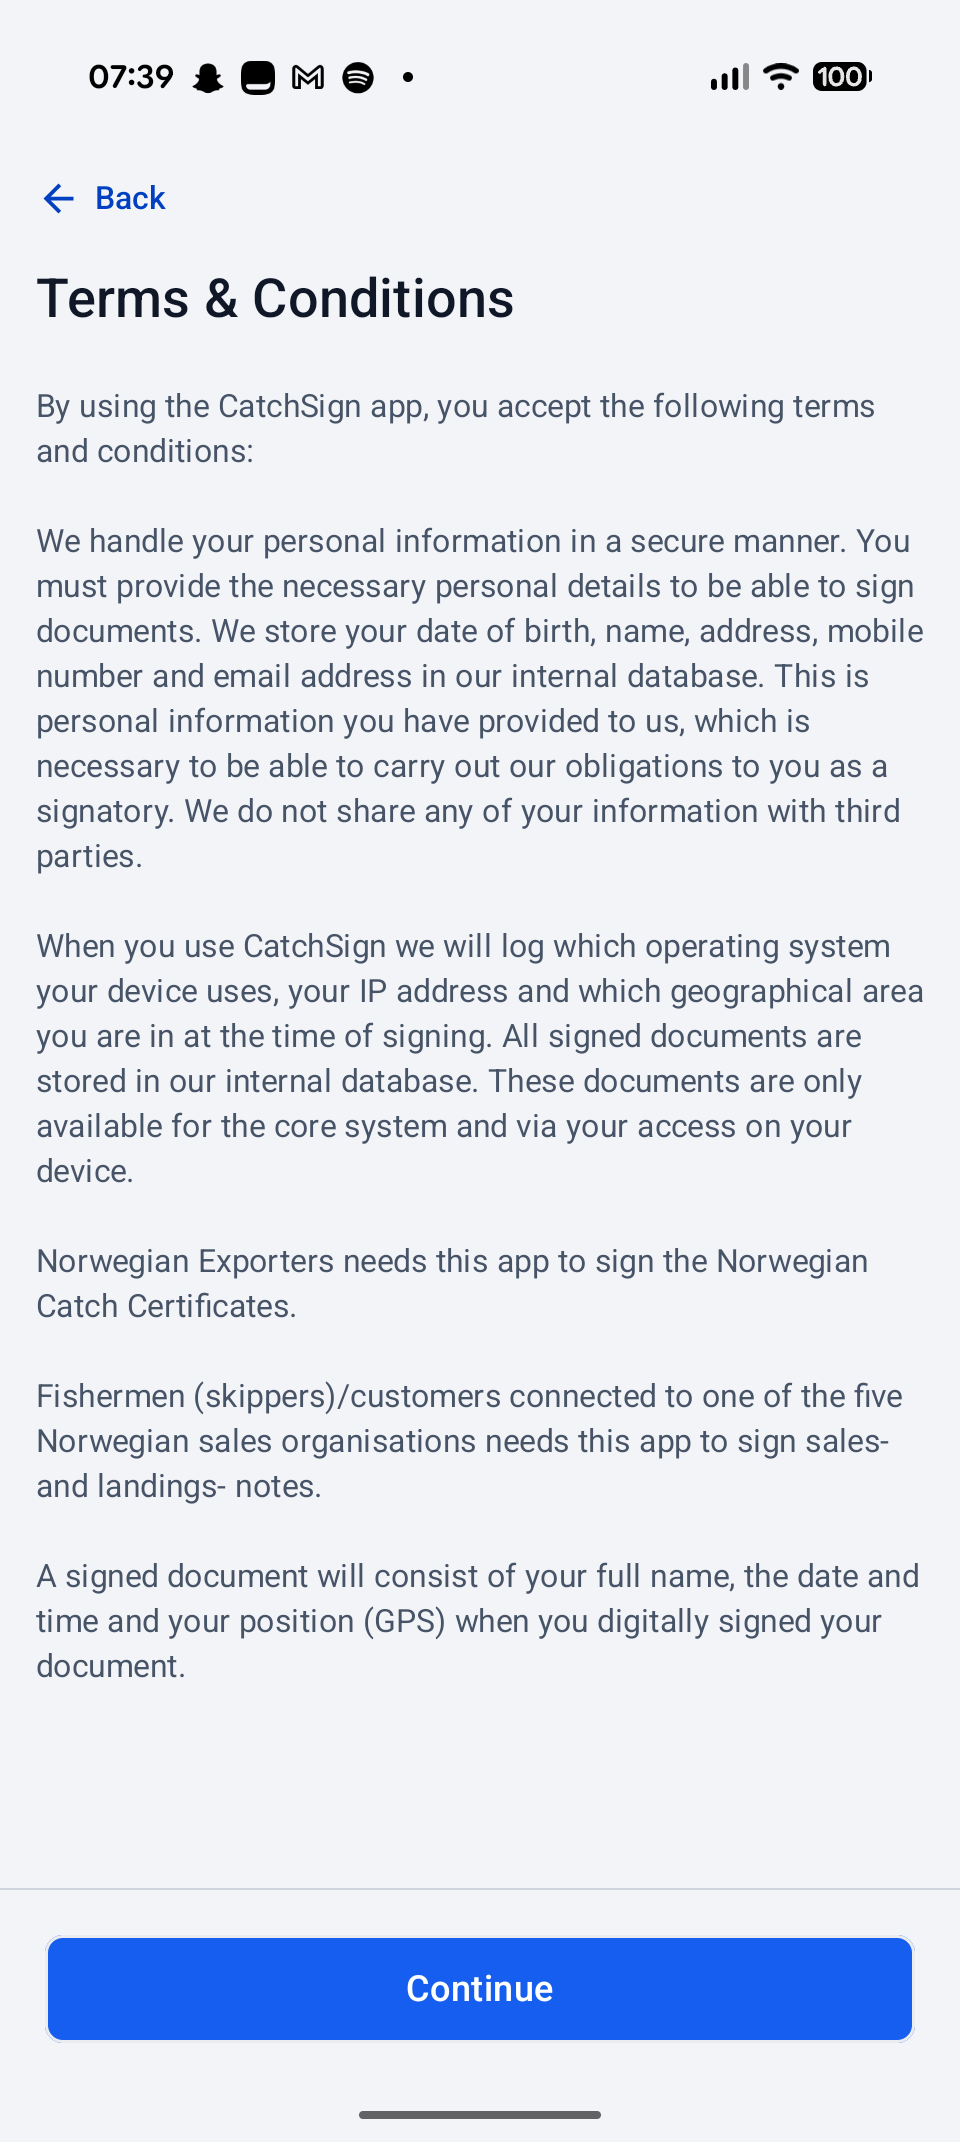 07:39
100
Back
Terms & Conditions
By using the CatchSign app, you accept the following terms
and conditions:
We handle your personal information in a secure manner. You
must provide the necessary personal details to be able to sign
documents. We store your date of birth, name, address, mobile
number and email address in our internal database. This is
personal information you have provided to us, which is
necessary to be able to carry out our obligations to you as a
signatory. We do not share any of your information with third
parties.
When you use CatchSign we will log which operating system
your device uses, your IP address and which geographical area
you are in at the time of signing. All signed documents are
stored in our internal database. These documents are only
available for the core system and via your access on your
device.
Norwegian Exporters needs this app to sign the Norwegian
Catch Certificates.
Fishermen (skippers)/customers connected to one of the five
Norwegian sales organisations needs this app to sign sales-
and landings- notes.
A signed document will consist of your full name, the date and
time and your position (GPS) when you digitally signed your
document.
Continue